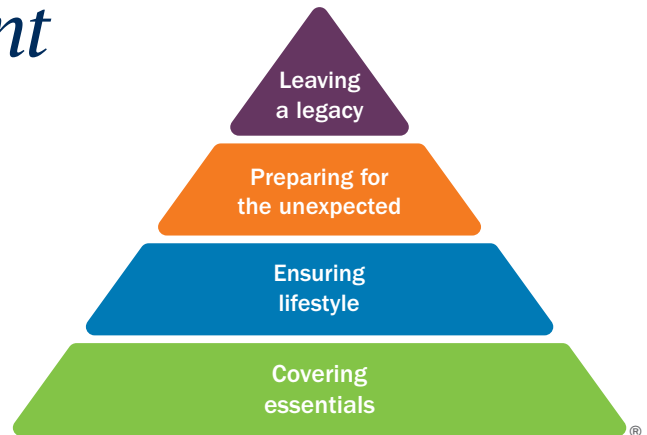 nt
Leaving
a legacy
Preparing for
the unexpected
Ensuring
lifestyle
Covering
essentials
®